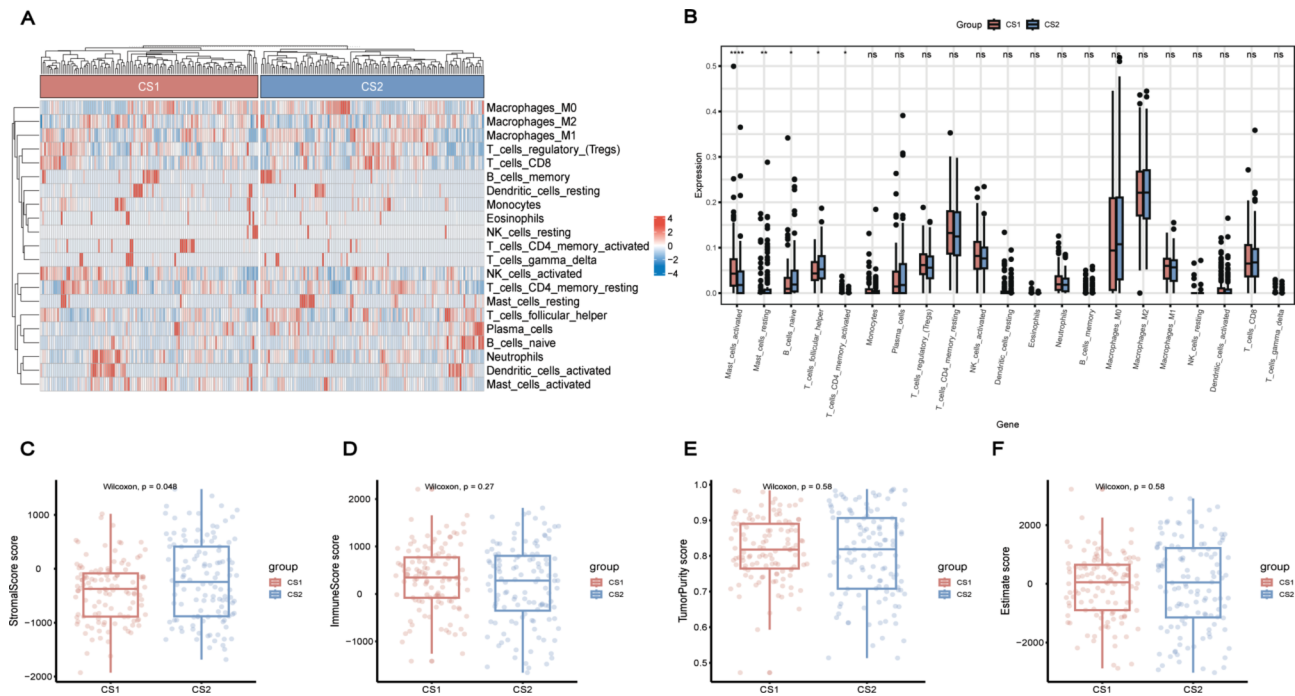 A
CS1 CS2
Macrophages_M0
Macrophages_M2
Macrophages_M1
T_cells_regulatory_(Tregs)
T_cells_CD8
B_cells_memory
Dendritic_cells_resting
Monocytes
Eosinophils
NK_cells_resting
T_cells_CD4_memory_activated
T_cells_gamma_delta
NK_cells_activated
T_cells_CD4_memory_resting
Mast_cells_resting
T_cells_follicular_helper
Plasma_cells
B_cells_naive
Neutrophils
Dendritic_cells_activated
Mast_cells_activated
4
2
0
−2
−4
B
Group CS1 CS2
**** ** * * * ns ns ns ns ns ns ns ns ns ns ns ns ns ns ns ns
Expression
0.5
0.4
0.3
0.2
0.1
0.0
Mast_cells_activated
Mast_cells_resting
B_cells_naive
T_cells_follicular_helper
T_cells_CD4_memory_activated
Monocytes
Plasma_cells
T_cells_regulatory_(Tregs)
T_cells_CD4_memory_resting
NK_cells_activated
Dendritic_cells_resting
Eosinophils
Neutrophils
B_cells_memory
Macrophages_M0
Macrophages_M2
Macrophages_M1
NK_cells_resting
Dendritic_cells_activated
T_cells_CD8
T_cells_gamma_delta
Gene
C
Wilcoxon, p = 0.048
StromalScore score
1000
0
−1000
−2000
CS1 CS2
group
CS1
CS2
D
Wilcoxon, p = 0.27
ImmuneScore score
2000
1000
0
−1000
CS1 CS2
group
CS1
CS2
E
Wilcoxon, p = 0.58
TumorPurity score
1.0
0.9
0.8
0.7
0.6
0.5
CS1 CS2
group
CS1
CS2
F
Wilcoxon, p = 0.58
Estimate score
2000
0
−2000
CS1 CS2
group
CS1
CS2